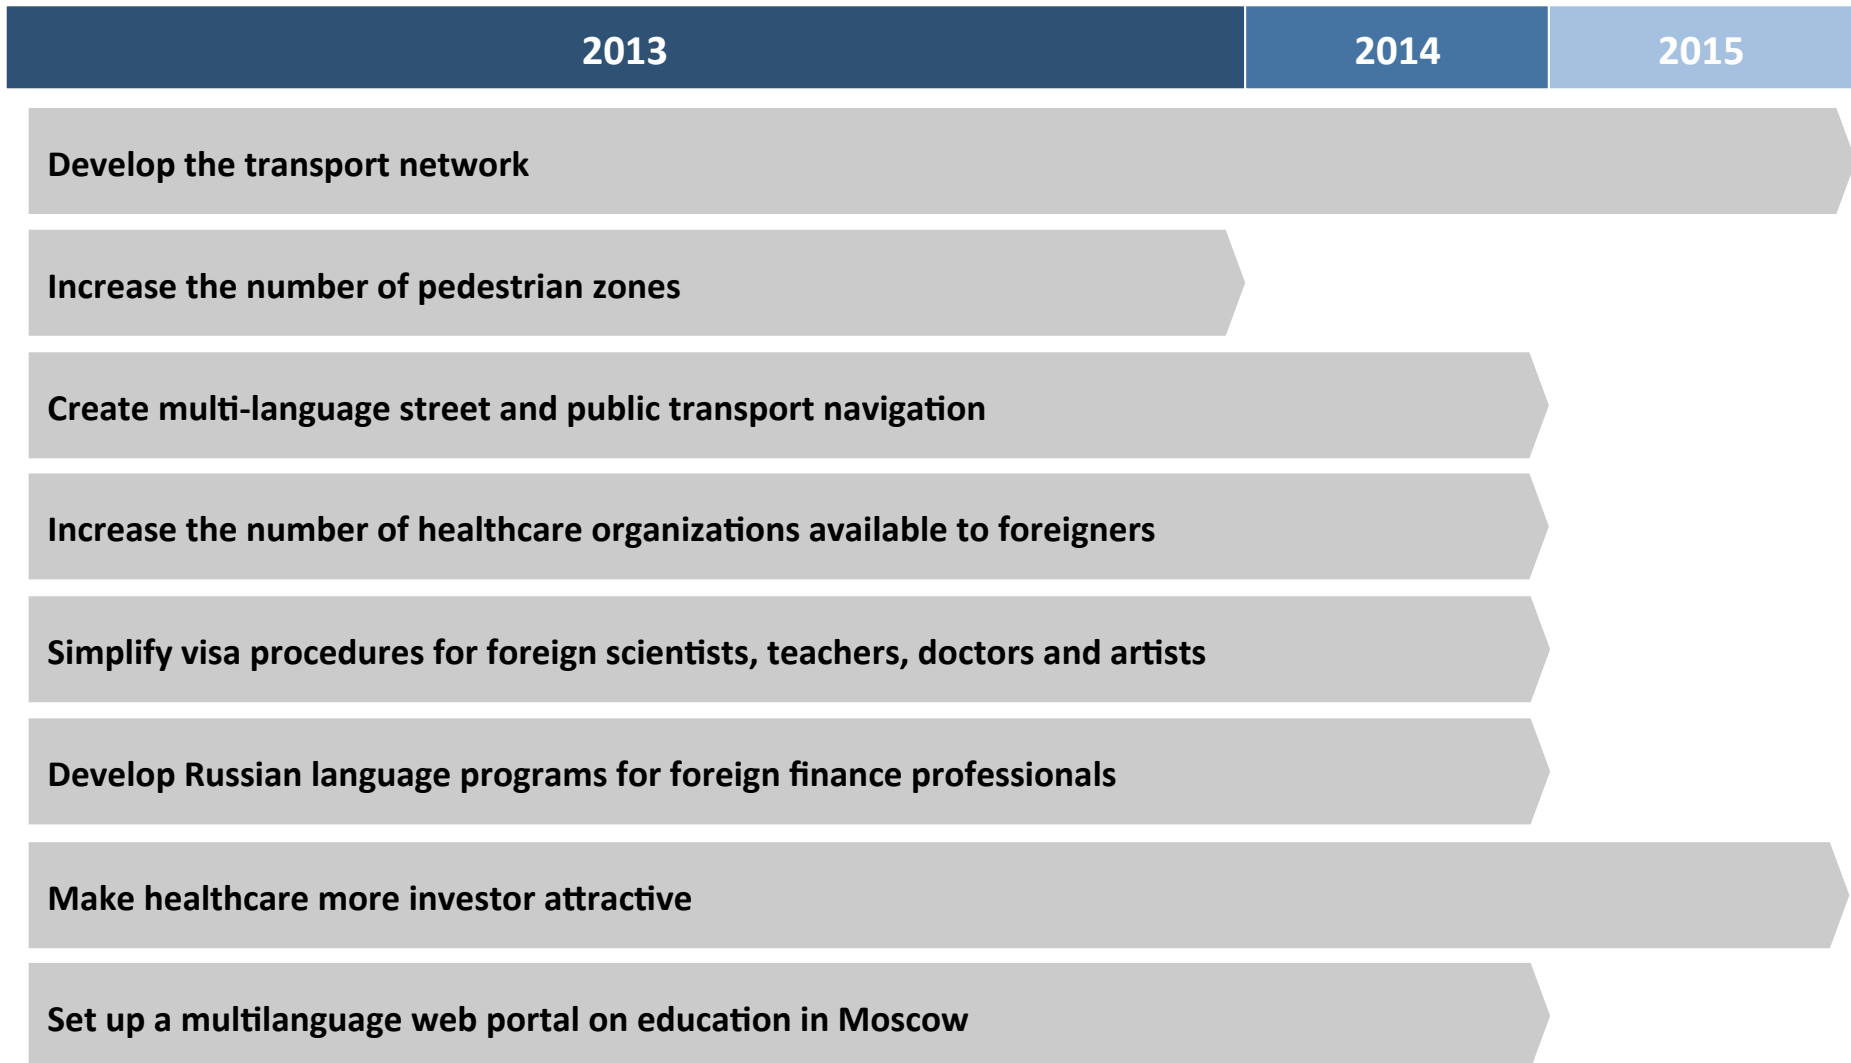 2013 2014 2015
Develop the transport network
Increase the number of pedestrian zones
Create multi-language street and public transport navigation
Increase the number of healthcare organizations available to foreigners
Simplify visa procedures for foreign scientists, teachers, doctors and artists
Develop Russian language programs for foreign finance professionals
Make healthcare more investor attractive
Set up a multilanguage web portal on education in Moscow